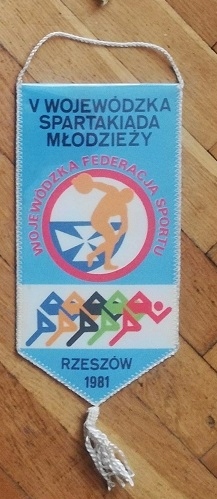 V WOJEWÓDZKA
SPARTAKIADA
MŁODZIEŻY
WOJEWÓDZKA FEDERACJA SPORTU
RZESZÓW
1981